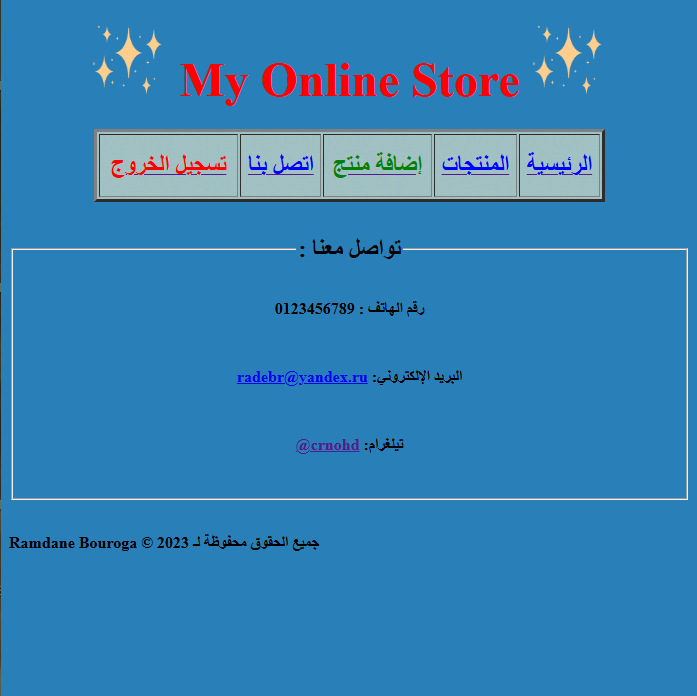 My Online Store
الرئيسية المنتجات إضافة منتج اتصل بنا تسجيل الخروج
تواصل معنا :
رقم الهاتف : 0123456789
البريد الإلكتروني: radebr@yandex.ru
تيلغرام: @crnohd
جميع الحقوق محفوظة لـ Ramdane Bouroga © 2023